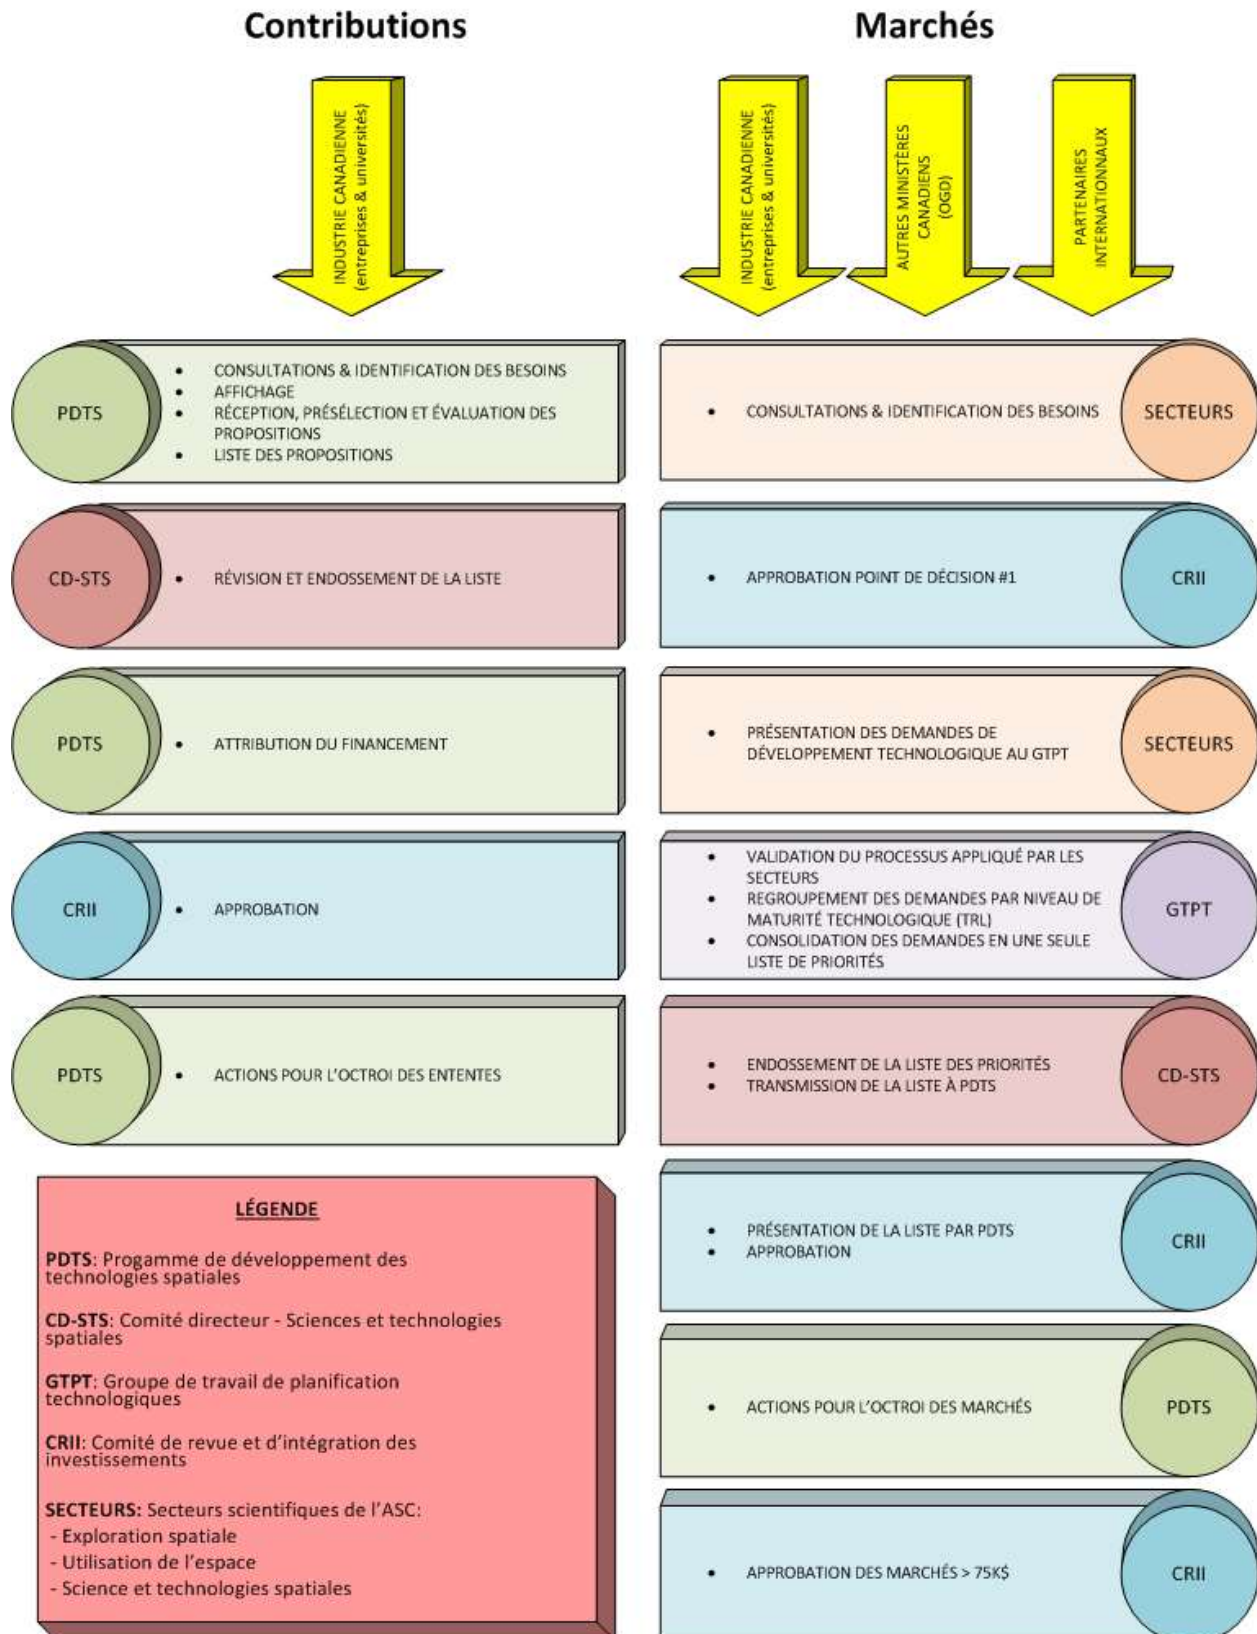 Contributions
INDUSTRIE CANADIENNE
(entreprises & universités)
PDTS
• CONSULTATIONS & IDENTIFICATION DES BESOINS
• AFFICHAGE
• RÉCEPTION, PRÉSÉLECTION ET ÉVALUATION DES
PROPOSITIONS
• LISTE DES PROPOSITIONS
CD-STS
• RÉVISION ET ENDOSSEMENT DE LA LISTE
PDTS
• ATTRIBUTION DU FINANCEMENT
CRII
• APPROBATION
PDTS
• ACTIONS POUR L'OCTROI DES ENTENTES
LÉGENDE
PDTS: Progamme de développement des
technologies spatiales
CD-STS: Comité directeur - Sciences et technologies
spatiales
GTPT: Groupe de travail de planification
technologiques
CRII: Comité de revue et d'intégration des
investissements
SECTEURS: Secteurs scientifiques de l'ASC:
- Exploration spatiale
- Utilisation de l'espace
- Science et technologies spatiales
Marchés
INDUSTRIE CANADIENNE
(entreprises & universités)
AUTRES MINISTÈRES
CANADIENS
(OGD)
PARTENAIRES
INTERNATIONNAUX
• CONSULTATIONS & IDENTIFICATION DES BESOINS
SECTEURS
• APPROBATION POINT DE DÉCISION #1
CRII
• PRÉSENTATION DES DEMANDES DE
DÉVELOPPEMENT TECHNOLOGIQUE AU GTPT
SECTEURS
• VALIDATION DU PROCESSUS APPLIQUÉ PAR LES
SECTEURS
• REGROUPEMENT DES DEMANDES PAR NIVEAU DE
MATURITÉ TECHNOLOGIQUE (TRL)
• CONSOLIDATION DES DEMANDES EN UNE SEULE
LISTE DE PRIORITÉS
GTPT
• ENDOSSEMENT DE LA LISTE DES PRIORITÉS
• TRANSMISSION DE LA LISTE À PDTS
CD-STS
• PRÉSENTATION DE LA LISTE PAR PDTS
• APPROBATION
CRII
• ACTIONS POUR L'OCTROI DES MARCHÉS
PDTS
• APPROBATION DES MARCHÉS > 75K$
CRII